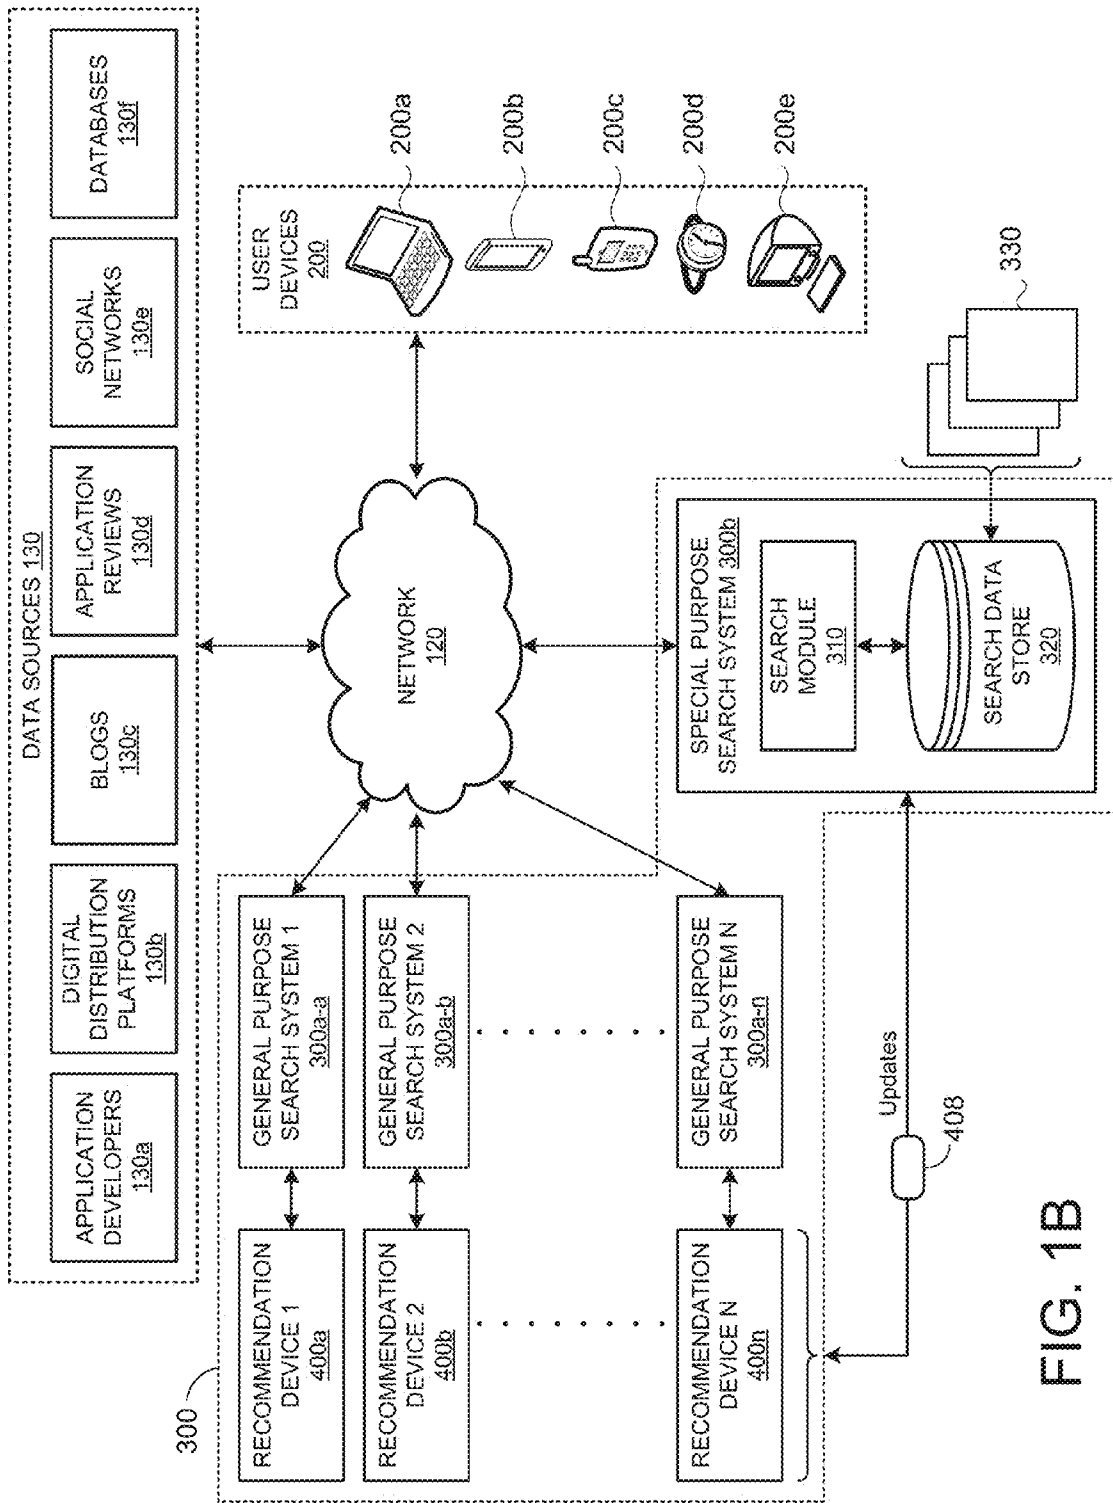 DATA SOURCES 130
APPLICATION
DEVELOPERS
130a
DIGITAL
DISTRIBUTION
PLATFORMS
130b
BLOGS
130c
APPLICATION
REVIEWS
130d
SOCIAL
NETWORKS
130e
DATABASES
130f
300
RECOMMENDATION
DEVICE 1
400a
GENERAL PURPOSE
SEARCH SYSTEM 1
300a-a
RECOMMENDATION
DEVICE 2
400b
GENERAL PURPOSE
SEARCH SYSTEM 2
300a-b
RECOMMENDATION
DEVICE N
400n
GENERAL PURPOSE
SEARCH SYSTEM N
300a-n
NETWORK
120
USER
DEVICES
200
200a
200b
200c
200d
200e
SPECIAL PURPOSE
SEARCH SYSTEM 300b
SEARCH
MODULE
310
SEARCH DATA
STORE
320
330
Updates
408
FIG. 1B